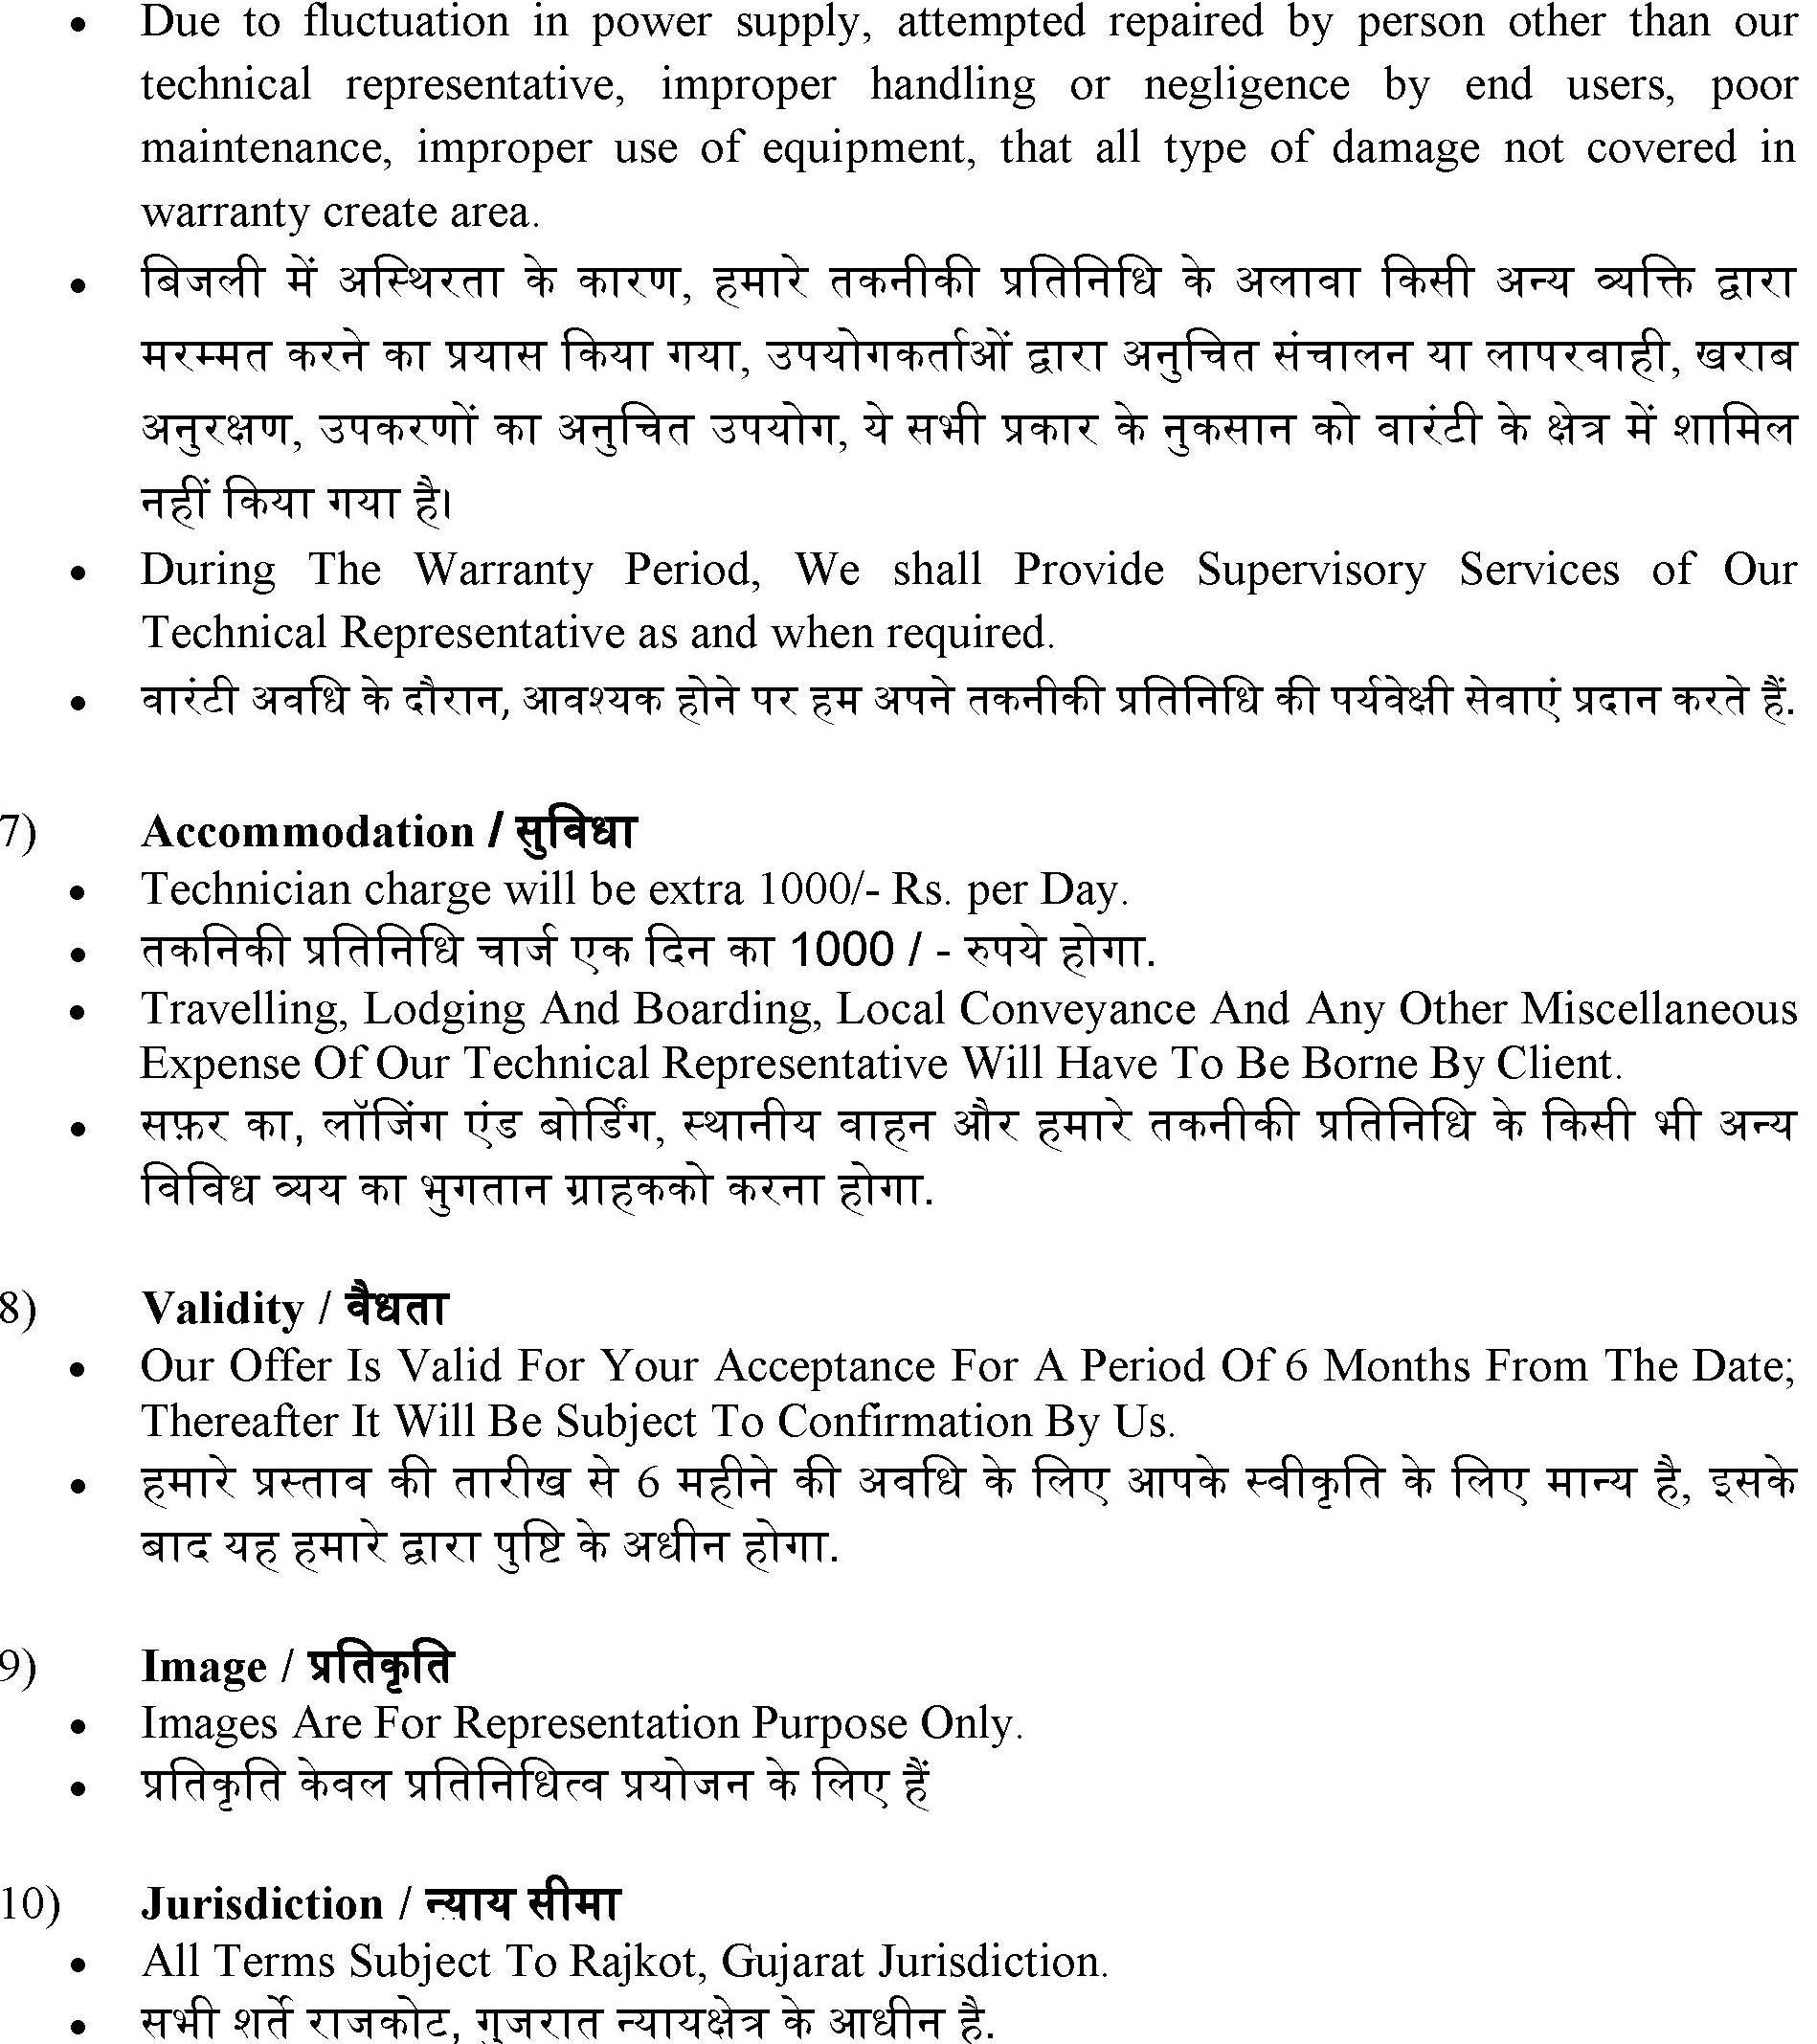 • Due to fluctuation in power supply, attempted repaired by person other than our
technical representative, improper handling or negligence by end users, poor
maintenance, improper use of equipment, that all type of damage not covered in
warranty create area.
• बिजली में अस्थिरता के कारण, हमारे तकनीकी प्रतिनिधि के अलावा किसी अन्य व्यक्ति द्वारा
मरम्मत करने का प्रयास किया गया, उपयोगकर्ताओं द्वारा अनुचित संचालन या लापरवाही, खराब
अनुरक्षण, उपकरणों का अनुचित उपयोग, ये सभी प्रकार के नुकसान को वारंटी के क्षेत्र में शामिल
नहीं किया गया है।
• During The Warranty Period, We shall Provide Supervisory Services of Our
Technical Representative as and when required.
• वारंटी अवधि के दौरान, आवश्यक होने पर हम अपने तकनीकी प्रतिनिधि की पर्यवेक्षी सेवाएं प्रदान करते हैं.
7) Accommodation / सुविधा
• Technician charge will be extra 1000/- Rs. per Day.
• तकनिकी प्रतिनिधि चार्ज एक दिन का 1000 / - रुपये होगा.
• Travelling, Lodging And Boarding, Local Conveyance And Any Other Miscellaneous
Expense Of Our Technical Representative Will Have To Be Borne By Client.
• सफ़र का, लॉजिंग एंड बोर्डिंग, स्थानीय वाहन और हमारे तकनीकी प्रतिनिधि के किसी भी अन्य
विविध व्यय का भुगतान ग्राहकको करना होगा.
8) Validity / वैधता
• Our Offer Is Valid For Your Acceptance For A Period Of 6 Months From The Date;
Thereafter It Will Be Subject To Confirmation By Us.
• हमारे प्रस्ताव की तारीख से 6 महीने की अवधि के लिए आपके स्वीकृति के लिए मान्य है, इसके
बाद यह हमारे द्वारा पुष्टि के अधीन होगा.
9) Image / प्रतिकृति
• Images Are For Representation Purpose Only.
• प्रतिकृति केवल प्रतिनिधित्व प्रयोजन के लिए हैं
10) Jurisdiction / न्याय सीमा
• All Terms Subject To Rajkot, Gujarat Jurisdiction.
• सभी शर्ते राजकोट, गुजरात न्यायक्षेत्र के आधीन है.